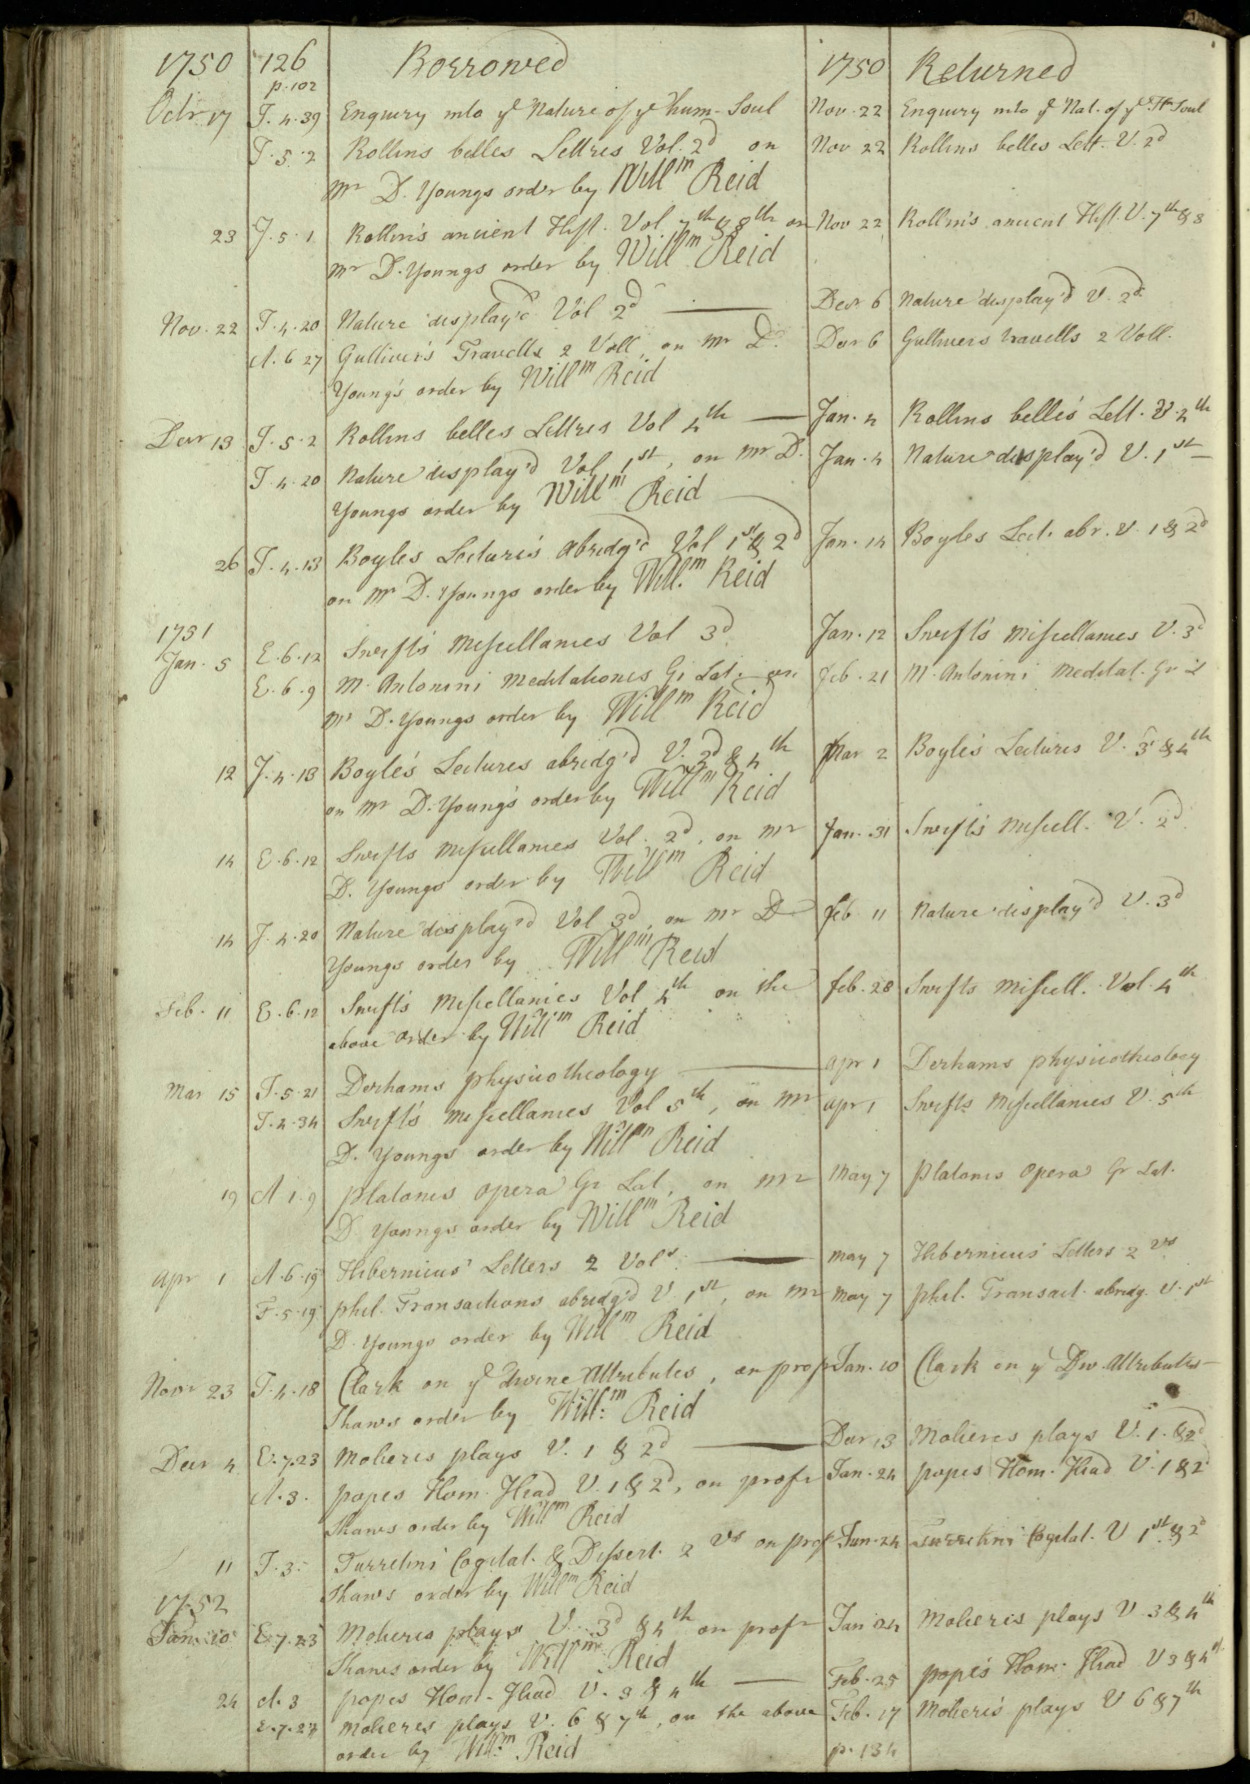 1750 126 Borrowed 1750 Returned
p. 102
Octr 17 J. 4. 39 Enquiry into ye Nature of ye hum. Soul Nov. 22 Enquiry into ye Nat. of ye Hn Soul
J. 5. 2 Rollins belles Lettres Vol. 2d on Nov 22 Rollins belles Lett. V. 2d
Mr D. Youngs order by Willm Reid
23 J. 5. 1 Rollin's ancient Hist. Vol 7th & 8th on Nov 22 Rollin's ancient Hist. V. 7th & 8
Mr D. Youngs order by Willm Reid
Nov. 22 J. 4. 20 Nature display'd Vol 2d Decr 6 Nature display'd V. 2d
A. 6 27 Gulliver's Travells 2 Voll. on Mr D. Decr 6 Gullivers travells 2 Voll.
Young's order by Willm Reid
Decr 13 J. 5. 2 Rollins belles Lettres Vol 4th Jan. 4 Rollins belles Lett. V. 4th
J. 4. 20 Nature display'd Vol 1st, on Mr D. Jan. 4 Nature display'd V. 1st
Youngs order by Willm Reid
26 J. 4. 13 Boyles Lectures abridg'd Vol 1st & 2d Jan. 14 Boyles Lect. abr. V. 1 & 2d
on Mr D. Youngs order by Will.m Reid
1751
Jan. 5 E. 6. 12 Swift's Miscellanies Vol 3d Jan. 12 Swift's Miscellanies V. 3d
E. 6. 9 M. Antonini Meditationes Gr Lat. on Feb. 21 M. Antonini Meditat. Gr
Mr D. Youngs order by Willm Reid
12 J. 4. 13 Boyle's Lectures abridg'd V. 3d & 4th Mar 2 Boyle's Lectures V. 3 & 4th
on Mr D. Young's order by Willm Reid
14 E. 6. 12 Swifts Miscellanies Vol. 2d, on Mr Jan. 31 Swift's Miscell. V. 2d
D. Youngs order by Willm Reid
14 J. 4. 20 Nature display'd Vol 3d, on Mr D Feb 11 Nature display'd V. 3d
Youngs order by Willm Reid
Feb. 11 E. 6. 12 Swift's Miscellanies Vol 4th on the Feb. 28 Swifts Miscell. Vol. 4th
above order by Willm Reid
Mar 15 J. 5. 21 Derhams physicotheology apr 1 Derhams physicotheology
J. 4. 34 Swift's Miscellanies Vol 5th, on Mr apr 1 Swifts Miscellanies V. 5th
D. Youngs order by Willm Reid
19 A 1. 9 Platonis opera Gr Lat, on Mr May 7 Platonis opera Gr Lat.
D Youngs order by Willm Reid
apr 1 A. 6. 19 Hibernicus' Letters 2 Vols. May 7 Hibernicus' Letters 2 Vs
F. 5. 19 phil. Transactions abridg'd V 1st, on Mr May 7 phil. Transact. abridg. V. 1st
D. Youngs order by Willm Reid
Novr 23 J. 4. 18 Clark on ye divine Attributes, on profr Jan. 10 Clark on ye Div. Attributes
Shaws order by Will:m Reid
Decr 4 E. 7. 23 Molieres plays V. 1 & 2d Decr 13 Molieres plays V. 1. & 2d
A. 3. popes Hom. Iliad V. 1 & 2d, on profr Jan. 24 popes Hom. Iliad V. 1 & 2
Shaws order by Willm Reid
11 J. 3. Turretini Cogitat. & Dissert. 2 Vs on prof Jan. 24 Turretini Cogitat. V 1st & 2d
Shaws order by Willm Reid
1752
Jan. 10 E. 7. 23 Molieres plays V. 3d & 4th on profr Jan 24 Molieres plays V. 3 & 4th
Shaws order by Willm Reid
24 A. 3 popes Hom. Iliad V. 3 & 4th Feb. 25 pope's Hom. Iliad V 3 & 4th
E. 7. 23 Molieres plays V. 6 & 7th, on the above Feb. 17 Moliere's plays V 6 & 7th
order by Will.m Reid p. 134